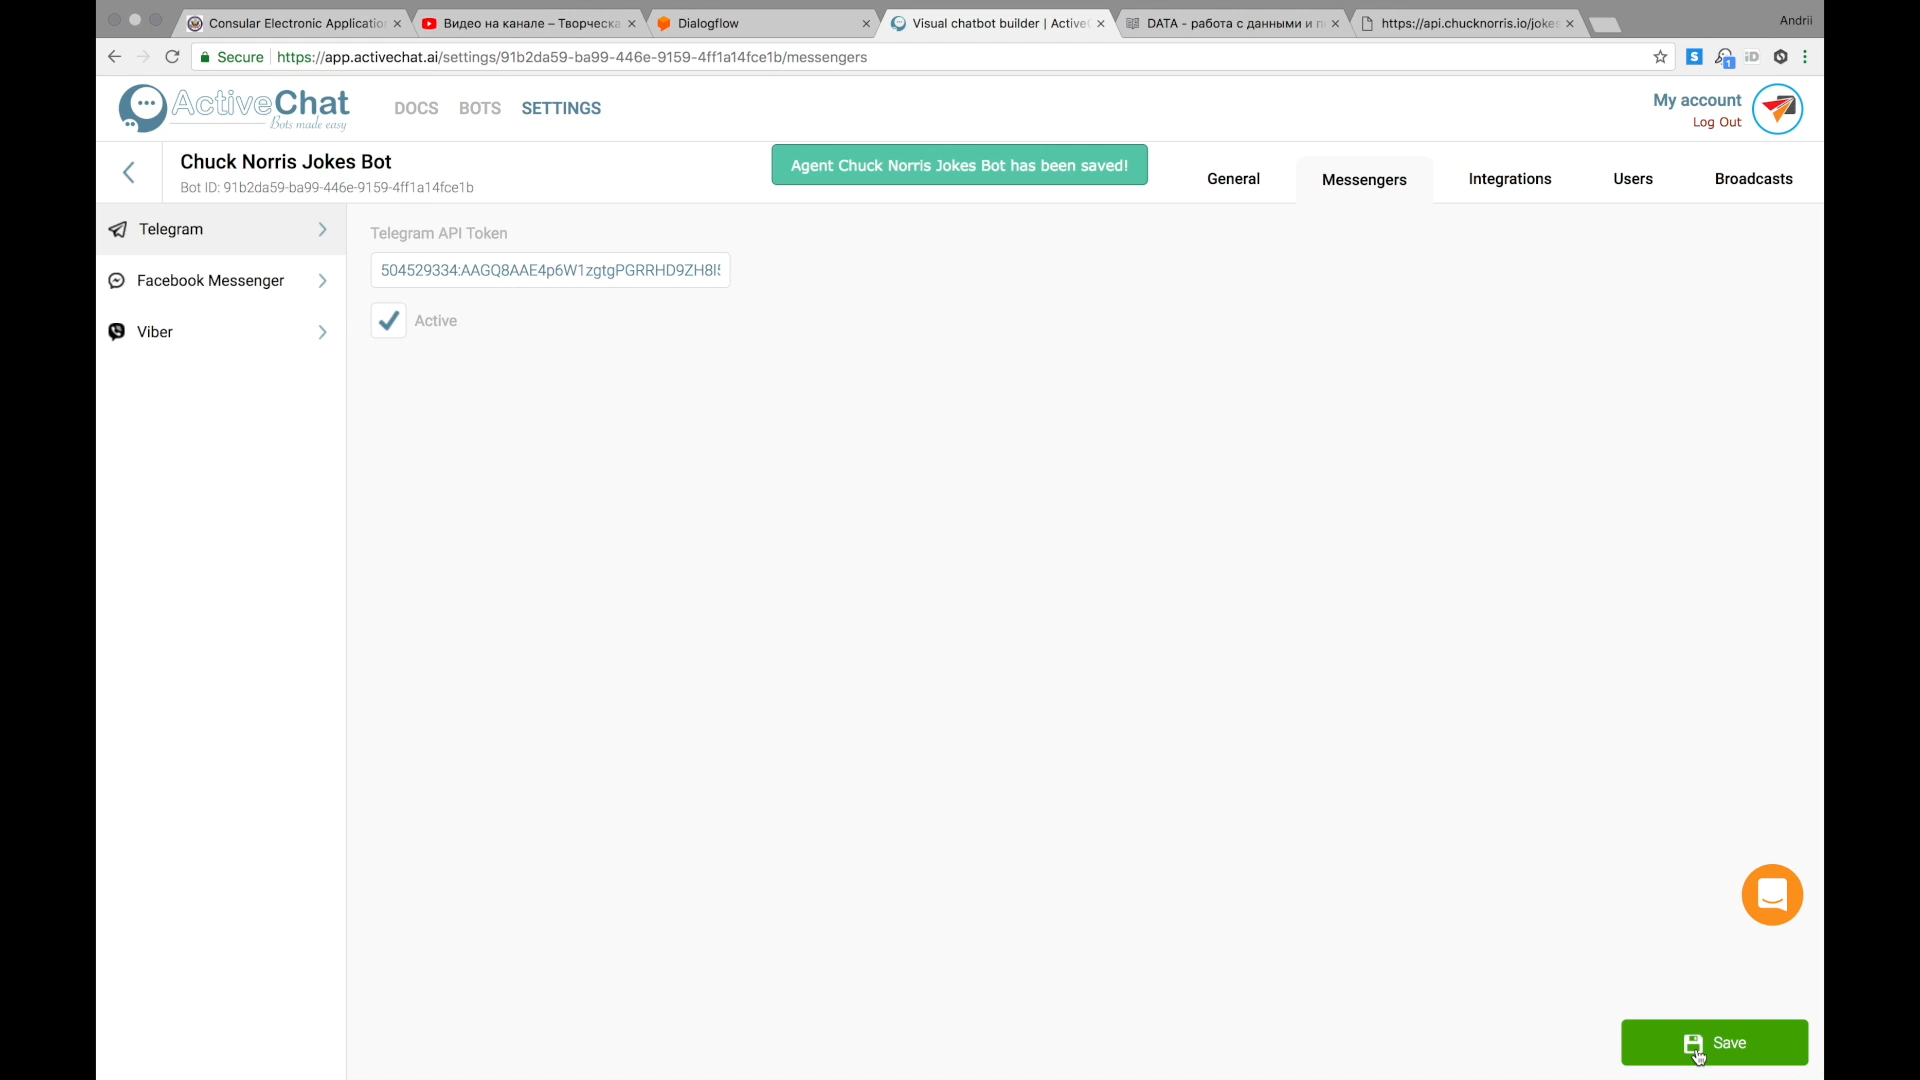 Consular Electronic Applicatio
Видео на канале – Творческа
Dialogflow
Visual chatbot builder | Active
DATA - работа с данными и п
https://api.chucknorris.io/jokes
Andrii
Secure
https://app.activechat.ai/settings/91b2da59-ba99-446e-9159-4ff1a14fce1b/messengers
S
1
iD
ActiveChat
Bots made easy
DOCS
BOTS
SETTINGS
My account
Log Out
Chuck Norris Jokes Bot
Bot ID: 91b2da59-ba99-446e-9159-4ff1a14fce1b
Agent Chuck Norris Jokes Bot has been saved!
General
Messengers
Integrations
Users
Broadcasts
Telegram
Facebook Messenger
Viber
Telegram API Token
504529334:AAGQ8AAE4p6W1zgtgPGRRHD9ZH8I
Active
Save